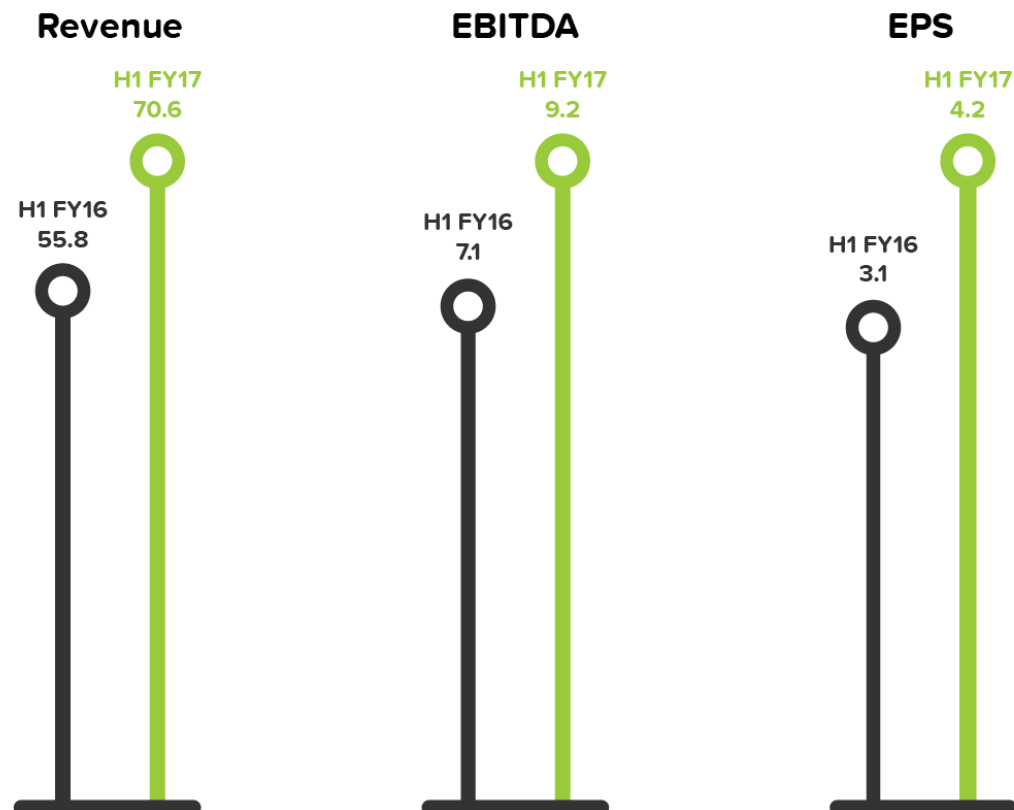 Revenue
H1 FY17
70.6
H1 FY16
55.8
EBITDA
H1 FY17
9.2
H1 FY16
7.1
EPS
H1 FY17
4.2
H1 FY16
3.1